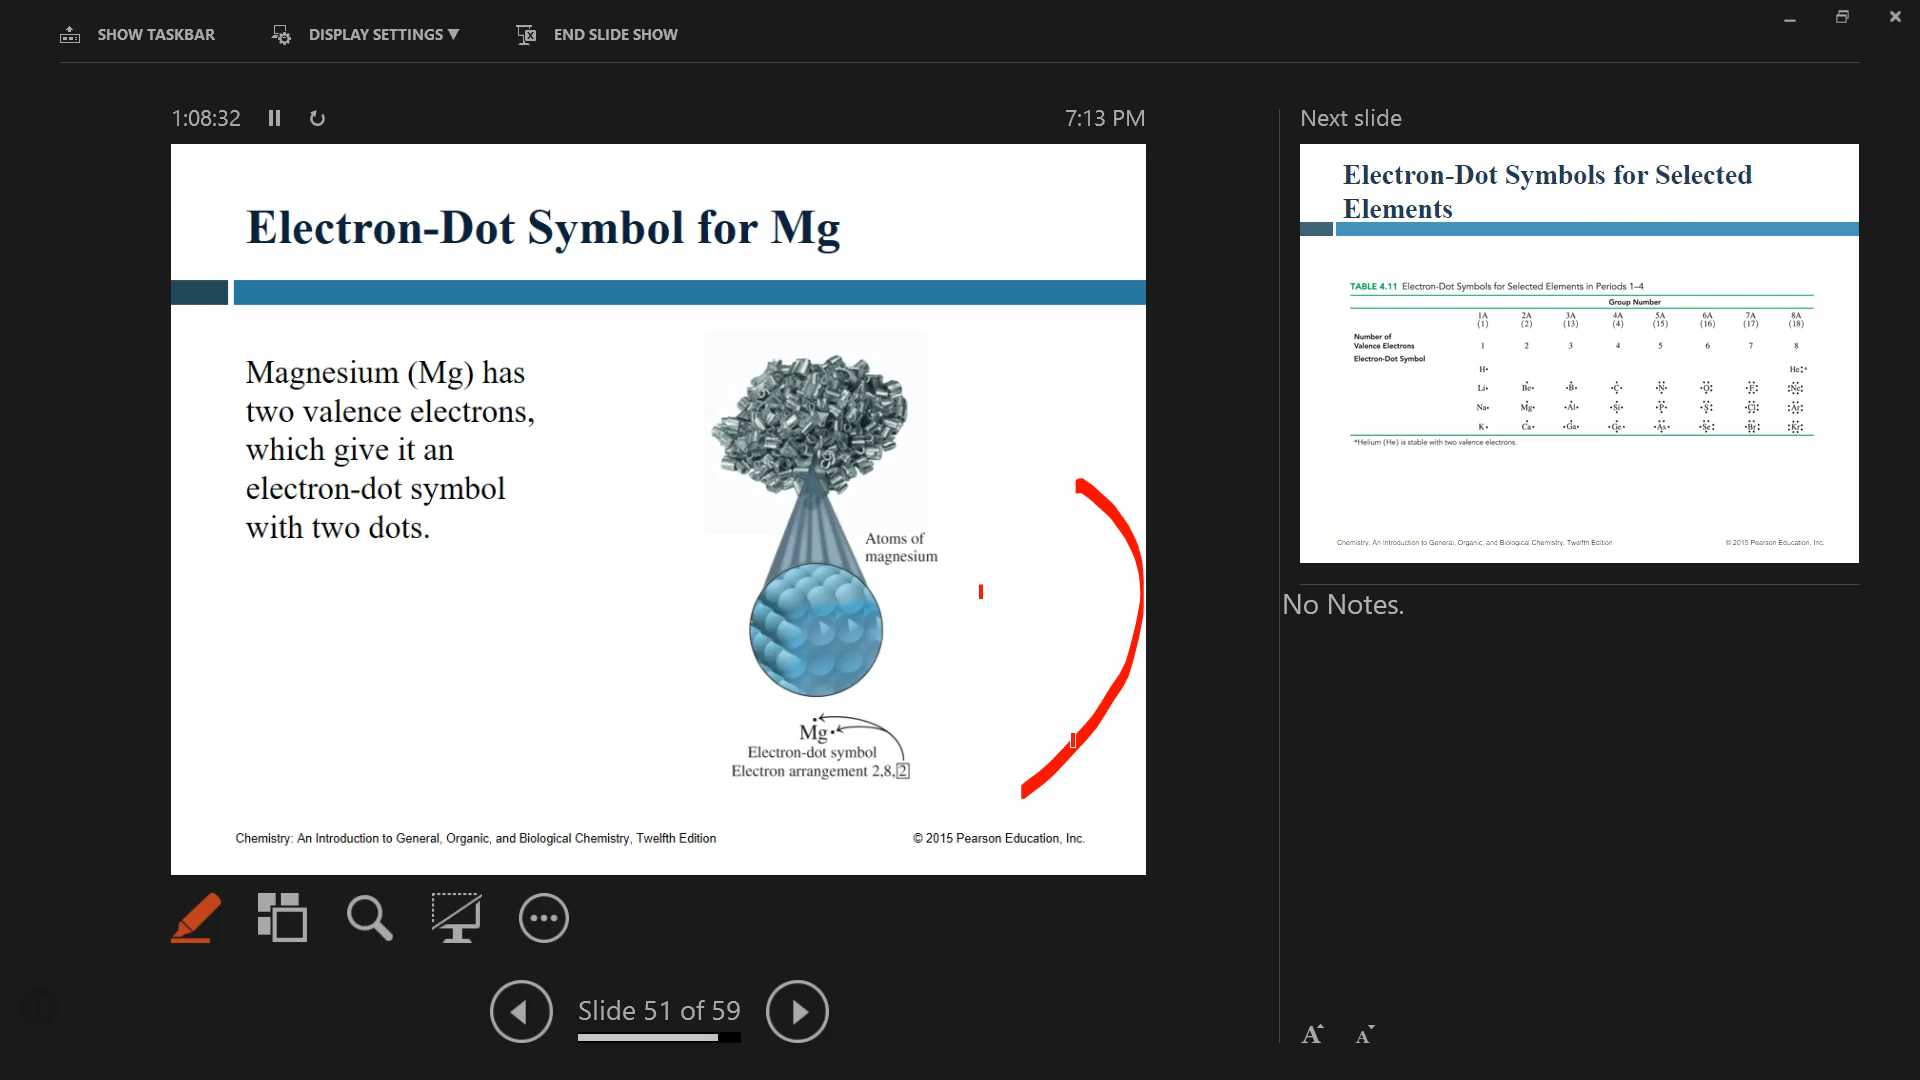 SHOW TASKBAR
DISPLAY SETTINGS ▼
END SLIDE SHOW
1:08:32
7:13 PM
Electron-Dot Symbol for Mg
Magnesium (Mg) has
two valence electrons,
which give it an
electron-dot symbol
with two dots.
Atoms of
magnesium
Mg
Electron-dot symbol
Electron arrangement 2,8,2
Chemistry: An Introduction to General, Organic, and Biological Chemistry, Twelfth Edition
© 2015 Pearson Education, Inc.
Slide 51 of 59
Next slide
Electron-Dot Symbols for Selected
Elements
TABLE 4.11 Electron-Dot Symbols for Selected Elements in Periods 1–4
Group Number
1A 2A 3A 4A 5A 6A 7A 8A
(1) (2) (13) (4) (15) (16) (17) (18)
Number of
Valence Electrons 1 2 3 4 5 6 7 8
Electron-Dot Symbol
H• He:*
Li• Be• •B• •C• •N• •O: •F: :Ne:
Na• Mg• •Al• •Si• •P• •S: •Cl: :Ar:
K• Ca• •Ga• •Ge• •As• •Se: •Br: :Kr:
*Helium (He) is stable with two valence electrons.
Chemistry: An Introduction to General, Organic, and Biological Chemistry, Twelfth Edition
© 2015 Pearson Education, Inc.
No Notes.
A A